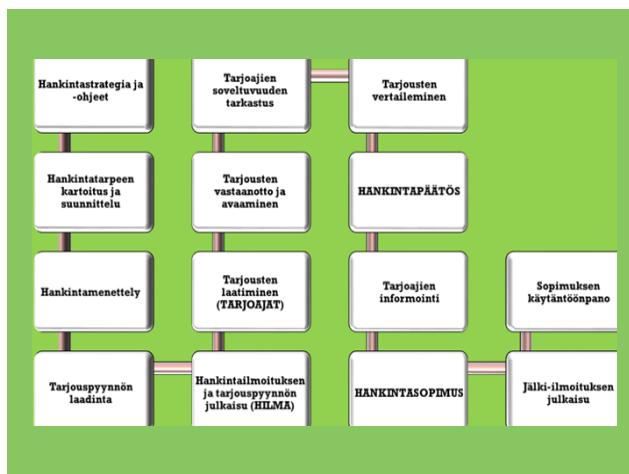 Hankintastrategia ja
-ohjeet
Hankintatarpeen
kartoitus ja
suunnittelu
Hankintamenettely
Tarjouspyynnön
laadinta
Hankintailmoituksen
ja tarjouspyynnön
julkaisu (HILMA)
Tarjousten
laatiminen
(TARJOAJAT)
Tarjousten
vastaanotto ja
avaaminen
Tarjoajien
soveltuvuuden
tarkastus
Tarjousten
vertaileminen
HANKINTAPÄÄTÖS
Tarjoajien
informointi
HANKINTASOPIMUS
Jälki-ilmoituksen
julkaisu
Sopimuksen
käytäntöönpano